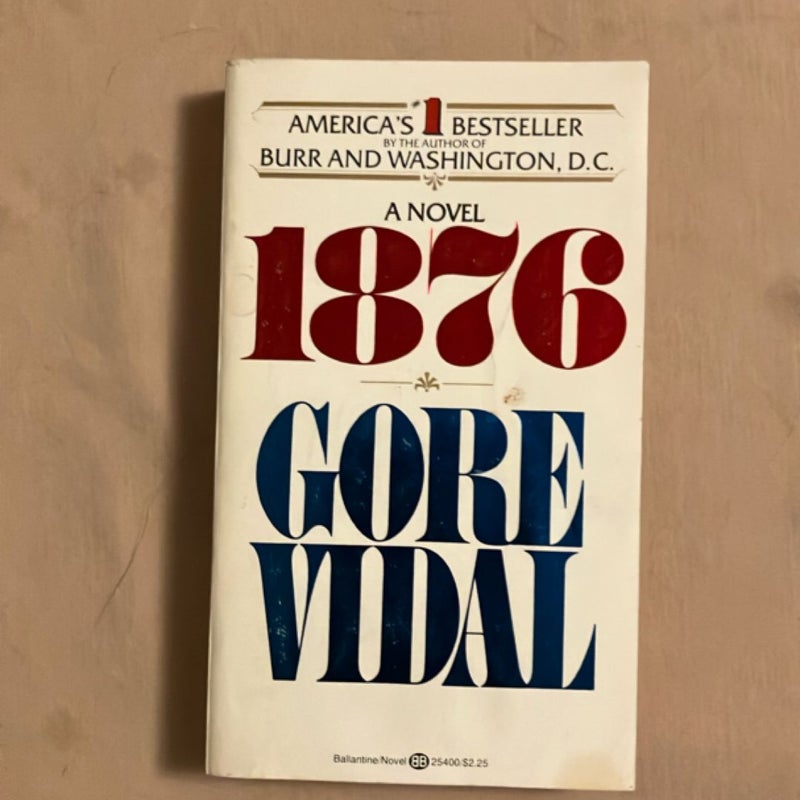 AMERICA'S #1 BESTSELLER
BY THE AUTHOR OF
BURR AND WASHINGTON, D.C.
A NOVEL
1876
GORE
VIDAL
Ballantine/Novel BB 25400/$2.25